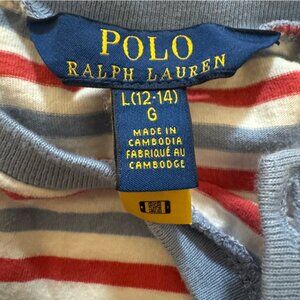 POLO
RALPH LAUREN
L(12-14)
G
MADE IN
CAMBODIA
FABRIQUÉ AU
CAMBODGE